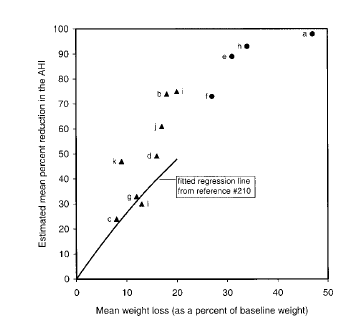 Estimated mean percent reduction in the AHI
100
90
80
70
60
50
40
30
20
10
0
a
h
e
b
i
f
j
d
k
g
l
c
fitted regression line
from reference #210
0
10
20
30
40
50
Mean weight loss (as a percent of baseline weight)